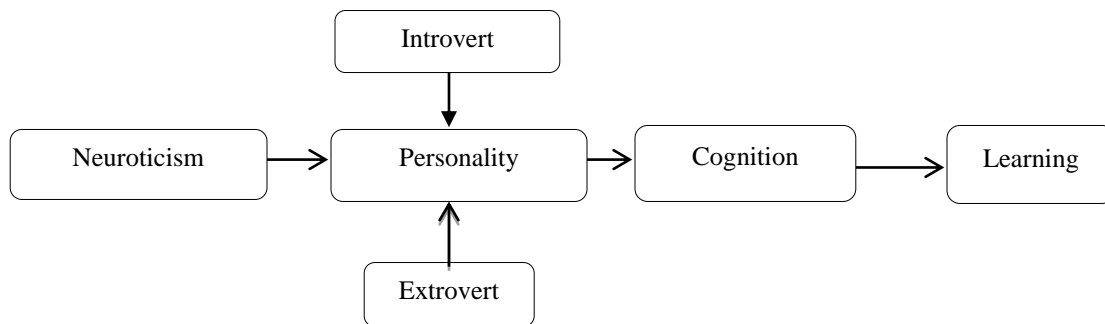 Introvert
Neuroticism
Personality
Cognition
Learning
Extrovert